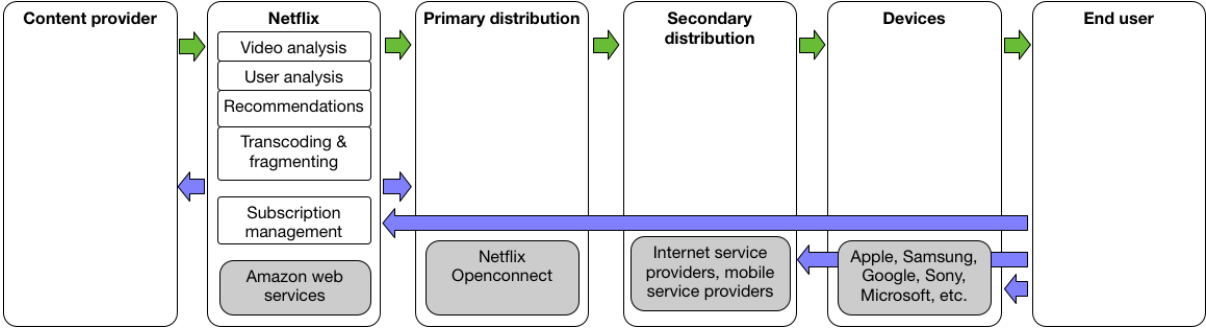 Content provider
Netflix
Video analysis
User analysis
Recommendations
Transcoding &
fragmenting
Subscription
management
Amazon web
services
Primary distribution
Netflix
Openconnect
Secondary
distribution
Internet service
providers, mobile
service providers
Devices
Apple, Samsung,
Google, Sony,
Microsoft, etc.
End user